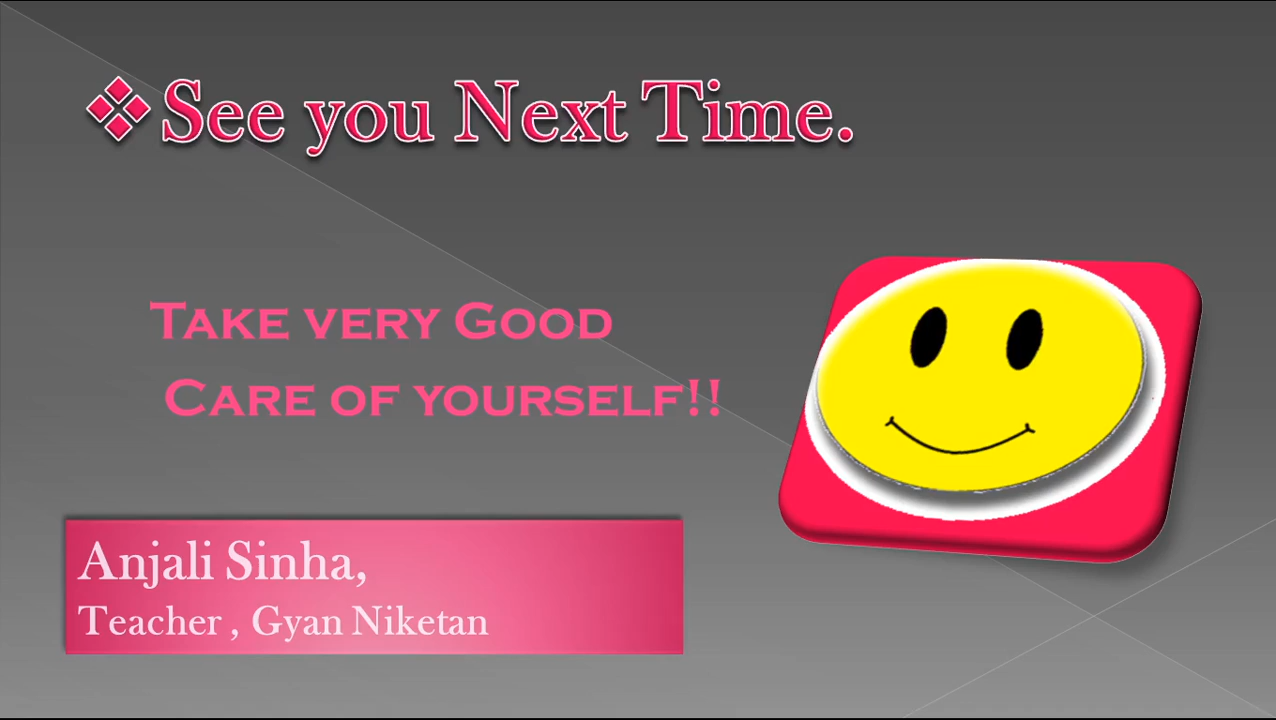 ❖See you Next Time.
Take very Good
Care of yourself!!
Anjali Sinha,
Teacher , Gyan Niketan